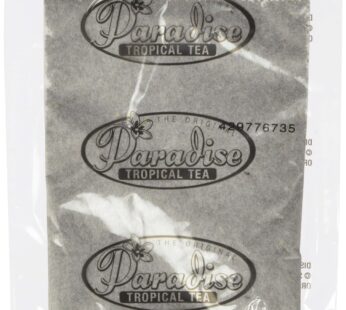 Paradise
TROPICAL TEA
THE ORIGINAL
429776735
Paradise
TROPICAL TEA
THE ORIGINAL
Paradise
TROPICAL TEA